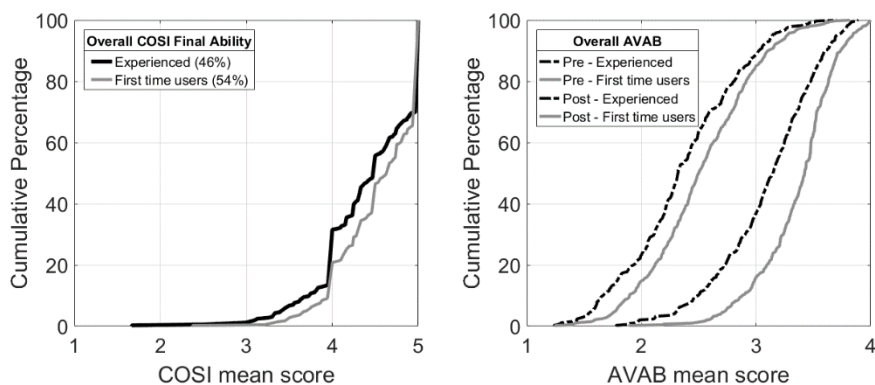 Overall COSI Final Ability
Experienced (46%)
First time users (54%)
Cumulative Percentage
100
80
60
40
20
0
1 2 3 4 5
COSI mean score
Overall AVAB
Pre - Experienced
Pre - First time users
Post - Experienced
Post - First time users
Cumulative Percentage
100
80
60
40
20
0
1 2 3 4
AVAB mean score